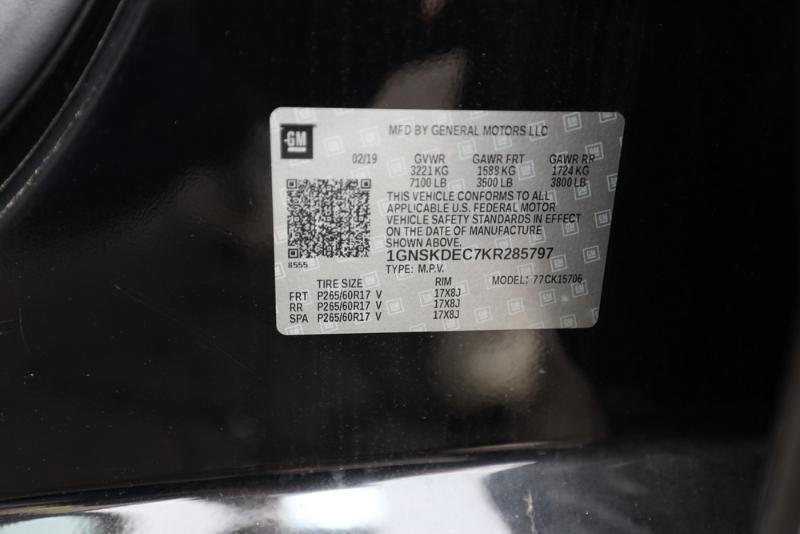 GM
MFD BY GENERAL MOTORS LLC
02/19 GVWR GAWR FRT GAWR RR
3221 KG 1588 KG 1724 KG
7100 LB 3500 LB 3800 LB
THIS VEHICLE CONFORMS TO ALL
APPLICABLE U.S. FEDERAL MOTOR
VEHICLE SAFETY STANDARDS IN EFFECT
ON THE DATE OF MANUFACTURE
SHOWN ABOVE.
1GNSKDEC7KR285797
8555
TYPE: M.P.V.
MODEL: 77CK15706
TIRE SIZE RIM
FRT P265/60R17 V 17X8J
RR P265/60R17 V 17X8J
SPA P265/60R17 V 17X8J